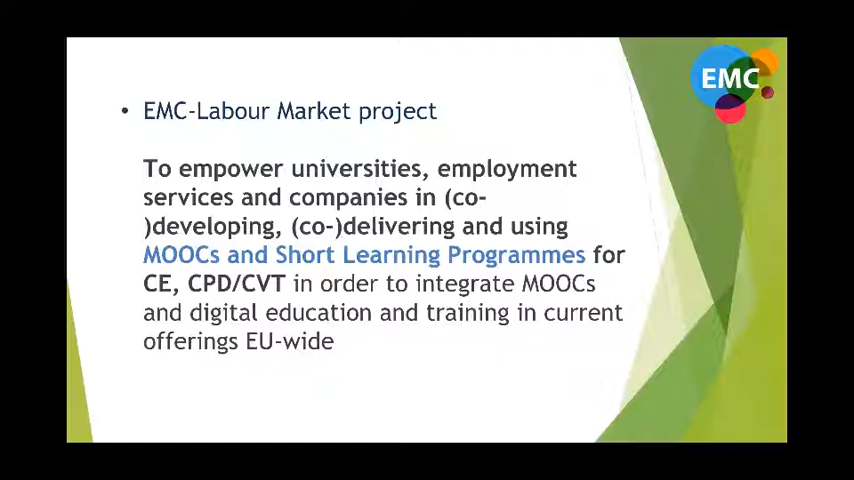 EMC
• EMC-Labour Market project
To empower universities, employment
services and companies in (co-
)developing, (co-)delivering and using
MOOCs and Short Learning Programmes for
CE, CPD/CVT in order to integrate MOOCs
and digital education and training in current
offerings EU-wide